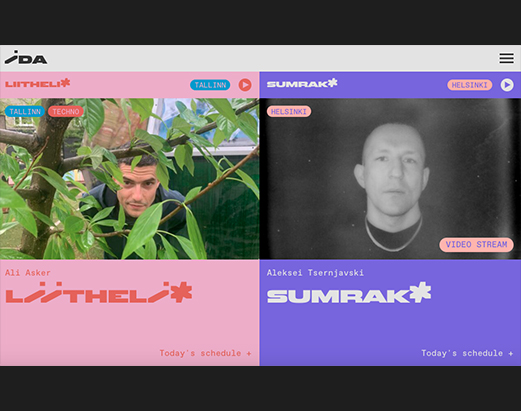 iDA
LIITHELI*
TALLINN
SUMRAK*
HELSINKI
TALLINN
TECHNO
HELSINKI
VIDEO STREAM
Ali Asker
LIITHELI*
Today's schedule +
Aleksei Tsernjavski
SUMRAK*
Today's schedule +